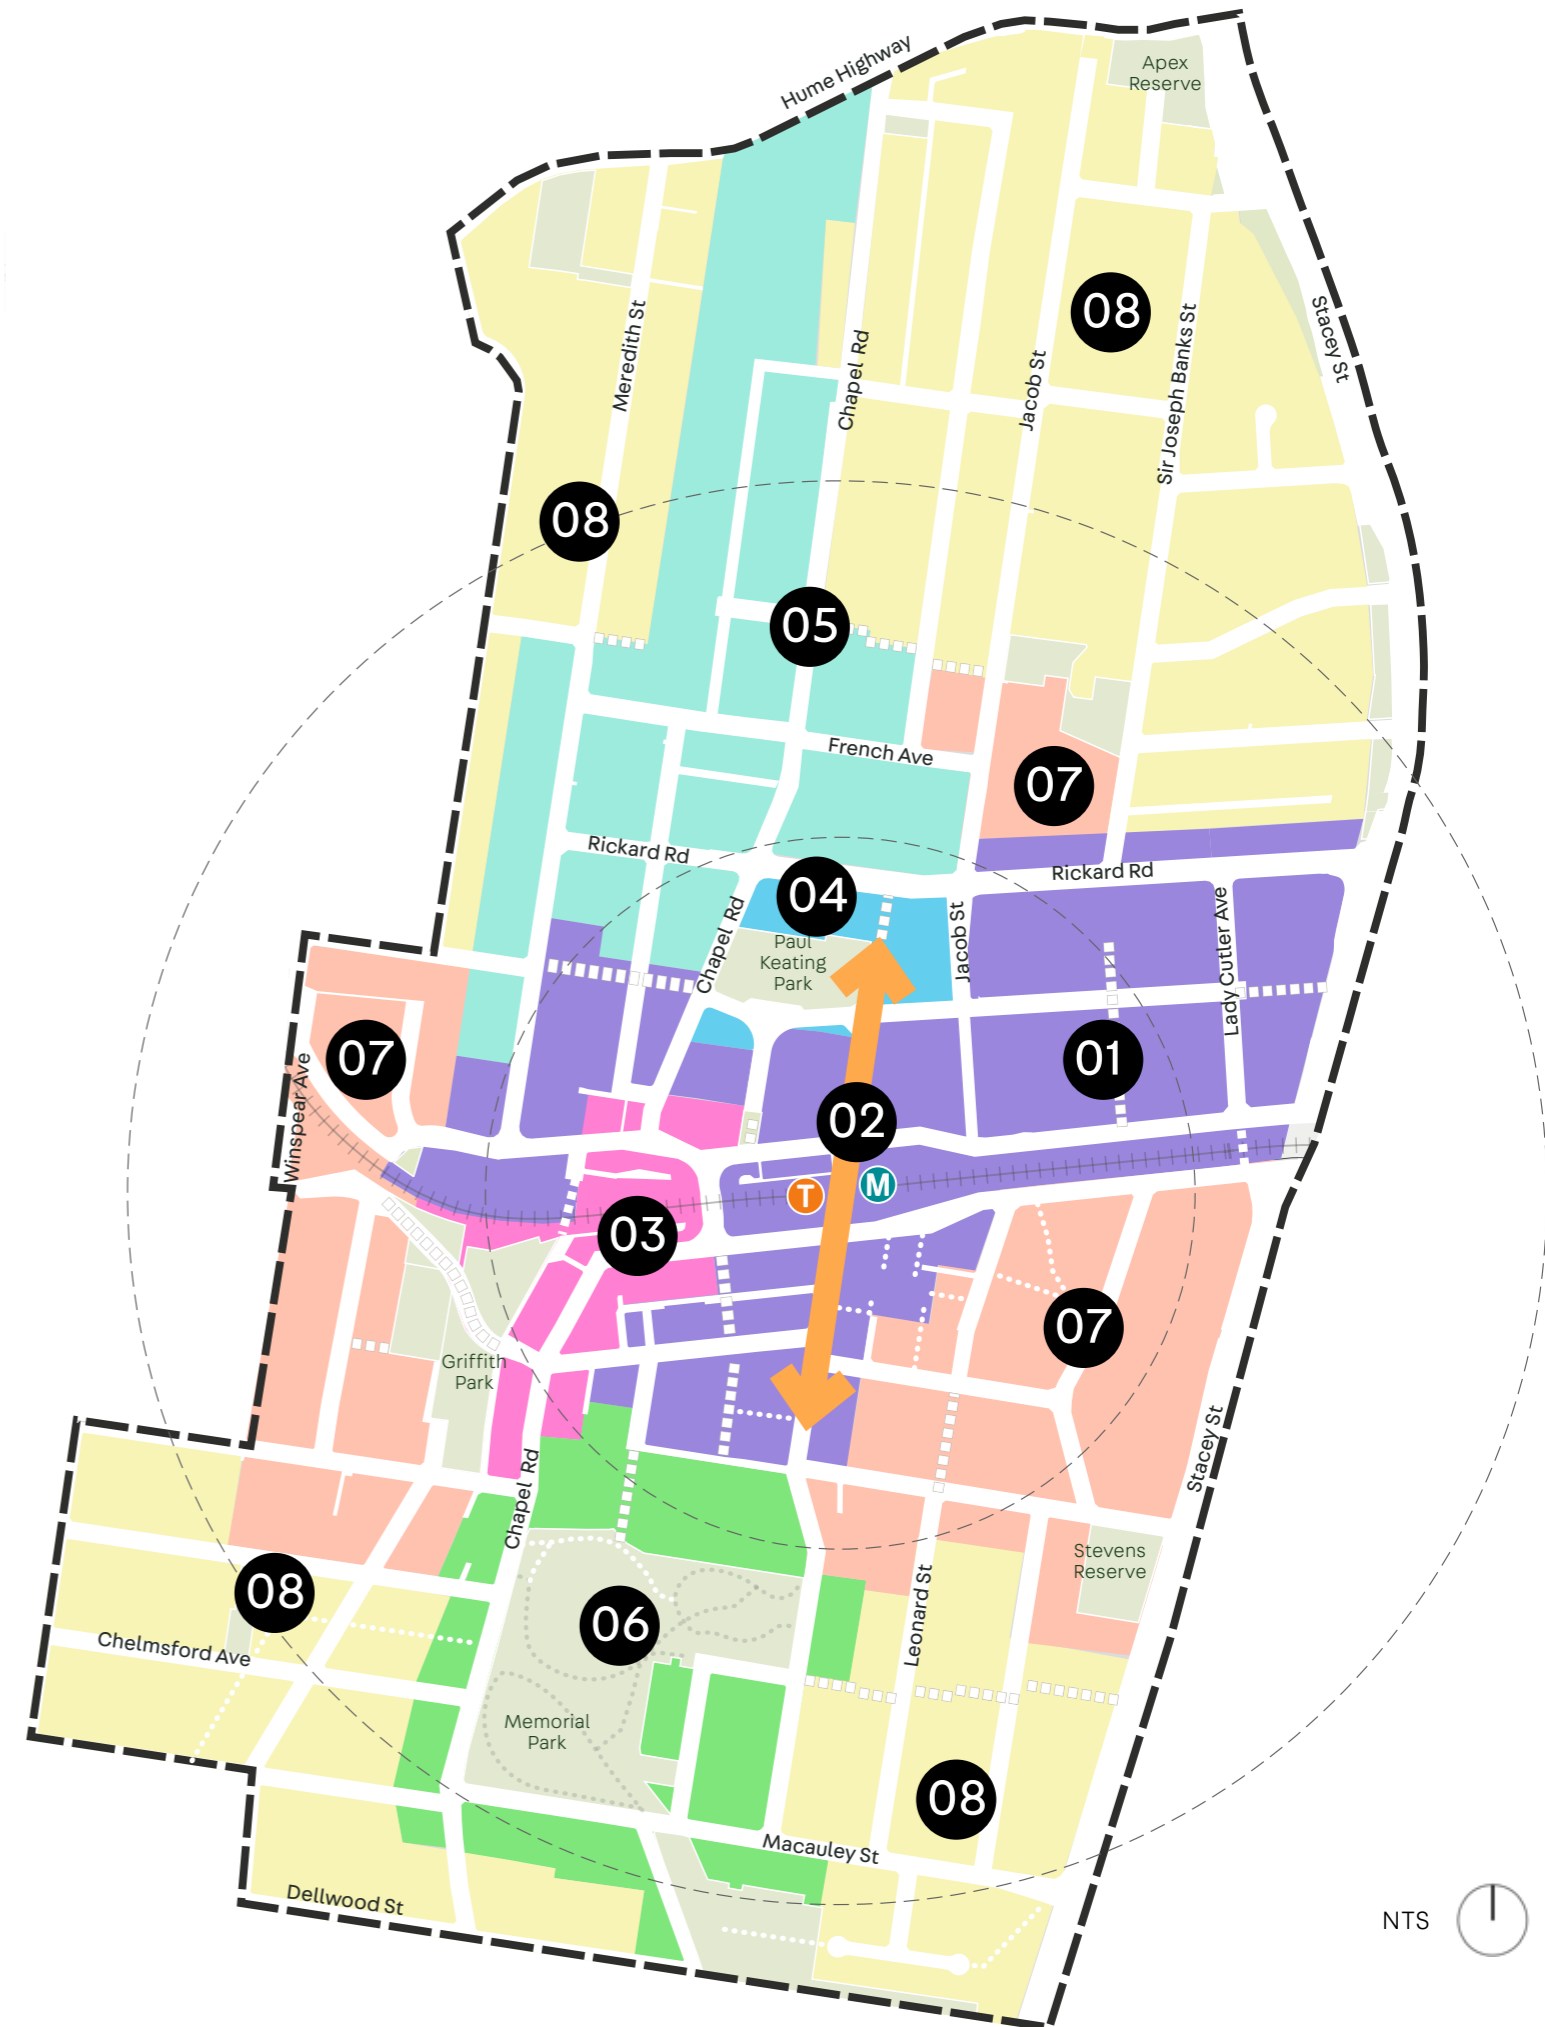 Hume Highway
Apex
Reserve
08
Meredith St
Chapel Rd
Jacob St
Sir Joseph Banks St
Stacey St
08
05
French Ave
07
Rickard Rd
Rickard Rd
04
Chapel Rd
Paul
Keating
Park
Jacob St
Lady Cutler Ave
07
01
Winspear Ave
02
T
M
03
07
Griffith
Park
Chapel Rd
Stacey St
Stevens
Reserve
08
06
Leonard St
Chelmsford Ave
Memorial
Park
08
Macauley St
Dellwood St
NTS